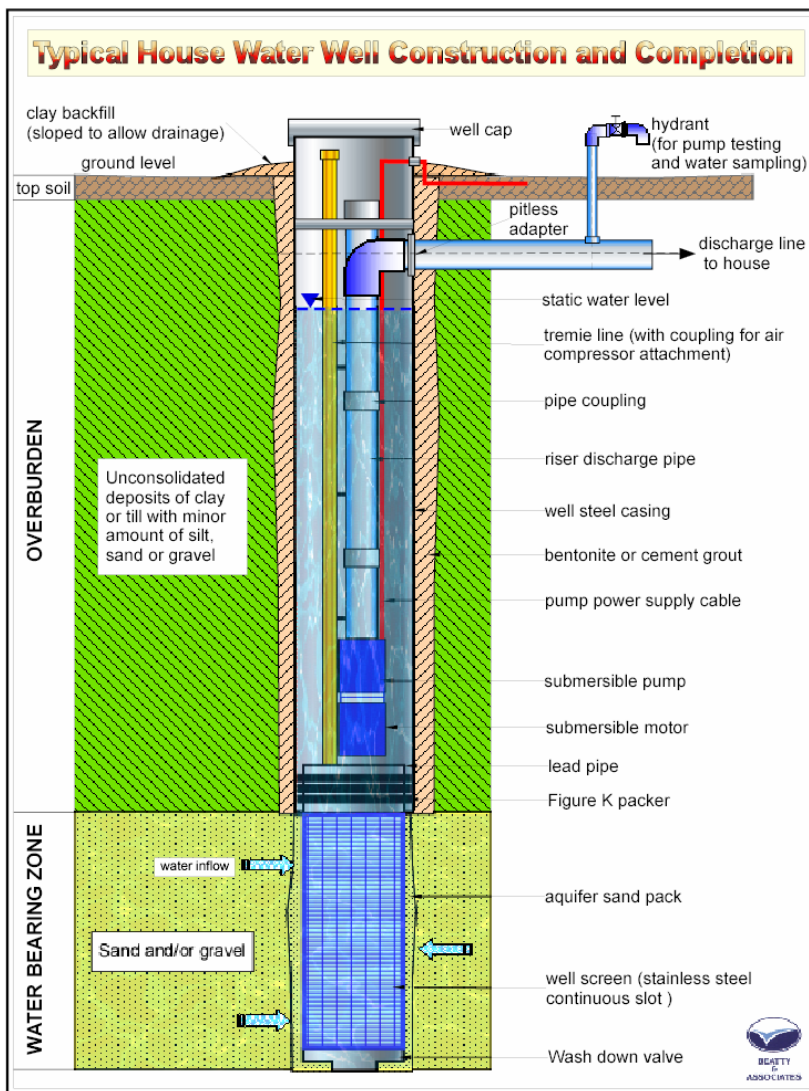 Typical House Water Well Construction and Completion
clay backfill
(sloped to allow drainage)
ground level
top soil
well cap
hydrant
(for pump testing
and water sampling)
pitless
adapter
discharge line
to house
static water level
tremie line (with coupling for air
compressor attachment)
pipe coupling
riser discharge pipe
well steel casing
bentonite or cement grout
pump power supply cable
submersible pump
submersible motor
lead pipe
Figure K packer
OVERBURDEN
Unconsolidated
deposits of clay
or till with minor
amount of silt,
sand or gravel
WATER BEARING ZONE
water inflow
Sand and/or gravel
aquifer sand pack
well screen (stainless steel
continuous slot )
Wash down valve
BEATTY
&
ASSOCIATES